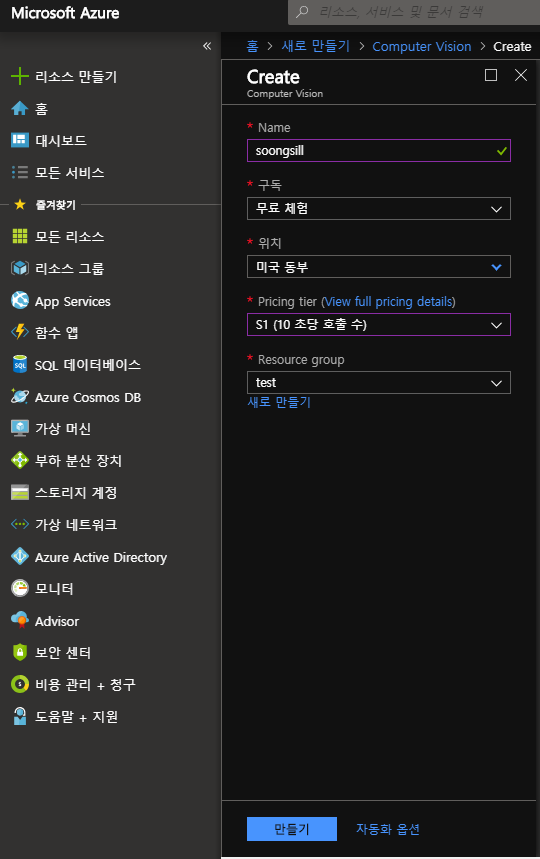 Microsoft Azure
리소스, 서비스 및 문서 검색
«
홈 > 새로 만들기 > Computer Vision > Create
리소스 만들기
홈
대시보드
모든 서비스
즐겨찾기
모든 리소스
리소스 그룹
App Services
함수 앱
SQL 데이터베이스
Azure Cosmos DB
가상 머신
부하 분산 장치
스토리지 계정
가상 네트워크
Azure Active Directory
모니터
Advisor
보안 센터
비용 관리 + 청구
도움말 + 지원
Create
Computer Vision
* Name
soongsill
* 구독
무료 체험
* 위치
미국 동부
* Pricing tier (View full pricing details)
S1 (10 초당 호출 수)
* Resource group
test
새로 만들기
만들기 자동화 옵션